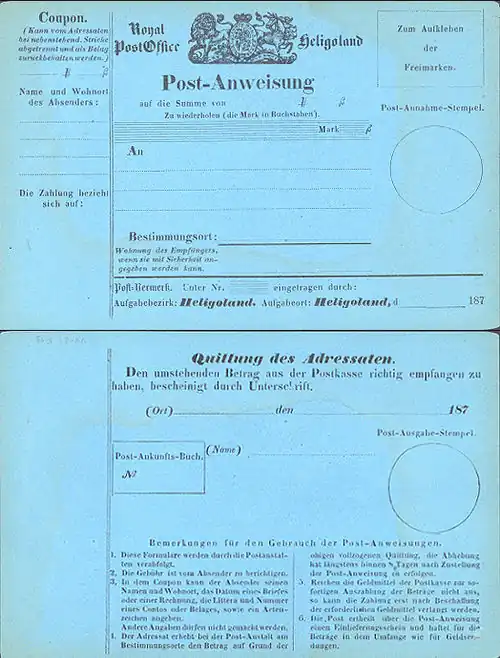 Coupon.
(Kann vom Adressaten
bei nebenstehend. Striche
abgetrennt und als Belag
zurückbehalten werden.)
Name und Wohnort
des Absenders:
Die Zahlung bezieht
sich auf:
Royal
PostOffice
Heligoland
Post-Anweisung
auf die Summe von
Zu wiederholen (die Mark in Buchstaben).
Mark
An
Bestimmungsort:
Wohnung des Empfängers,
wenn sie mit Sicherheit an-
gegeben werden kann.
Post-Vermerk. Unter Nr. eingetragen durch:
Aufgabebezirk: Heligoland. Aufgabeort: Heligoland, d 187
Zum Aufkleben
der
Freimarken.
Post-Annahme-Stempel.
Quittung des Adressaten.
Den umstehenden Betrag aus der Postkasse richtig empfangen zu
haben, bescheinigt durch Unterschrift.
(Ort) den 187
Post-Ausgabe-Stempel.
Post-Ankunfts-Buch.
(Name)
No
Bemerkungen für den Gebrauch der Post-Anweisungen.
1. Diese Formulare werden durch die Postanstal-
ten verabfolgt.
2. Die Gebühr ist vom Absender zu berichtigen.
3. In dem Coupon kann der Absender seinen
Namen und Wohnort, das Datum eines Briefes
oder einer Rechnung, die Littera und Nummer
eines Contos oder Belages, sowie ein Acten-
zeichen angeben.
Andere Angaben dürfen nicht gemacht werden.
4. Der Adressat erhebt bei der Post-Anstalt am
Bestimmungsorte den Betrag auf Grund der
obigen vollzogenen Quittung, die Abhebung
hat längstens binnen 8 Tagen nach Zustellung
der Post-Anweisung zu erfolgen.
5. Reichen die Geldmittel der Postkasse zur so-
fortigen Auszahlung der Beträge nicht aus,
so kann die Zahlung erst nach Beschaffung
der erforderlichen Geldmittel verlangt werden.
6. Die Post ertheilt über die Post-Anweisung
einen Einlieferungsschein und haftet für die
Beträge in dem Umfange wie für Geldsen-
dungen.